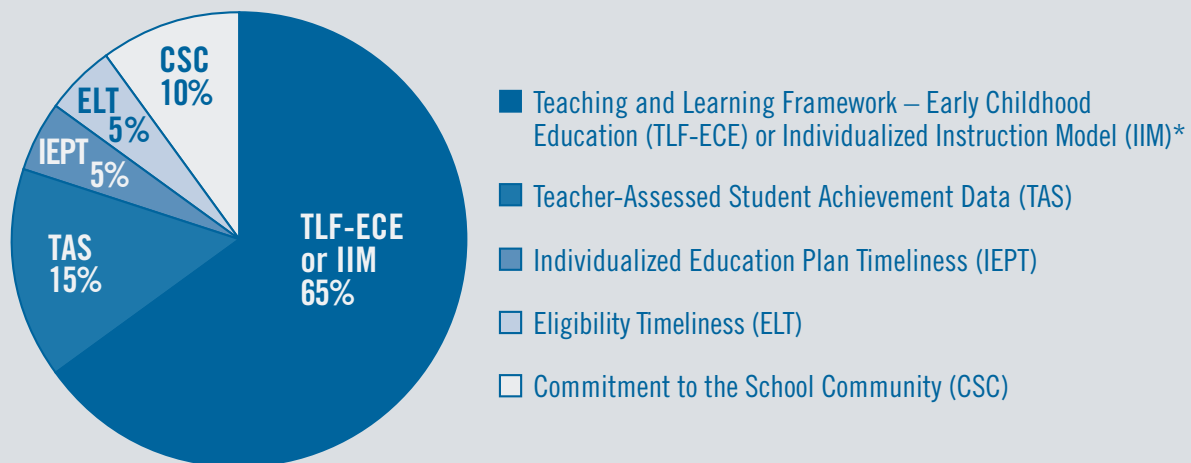 CSC
10%
ELT
5%
IEPT
5%
TAS
15%
TLF-ECE
or IIM
65%
Teaching and Learning Framework – Early Childhood
Education (TLF-ECE) or Individualized Instruction Model (IIM)*
Teacher-Assessed Student Achievement Data (TAS)
Individualized Education Plan Timeliness (IEPT)
Eligibility Timeliness (ELT)
Commitment to the School Community (CSC)